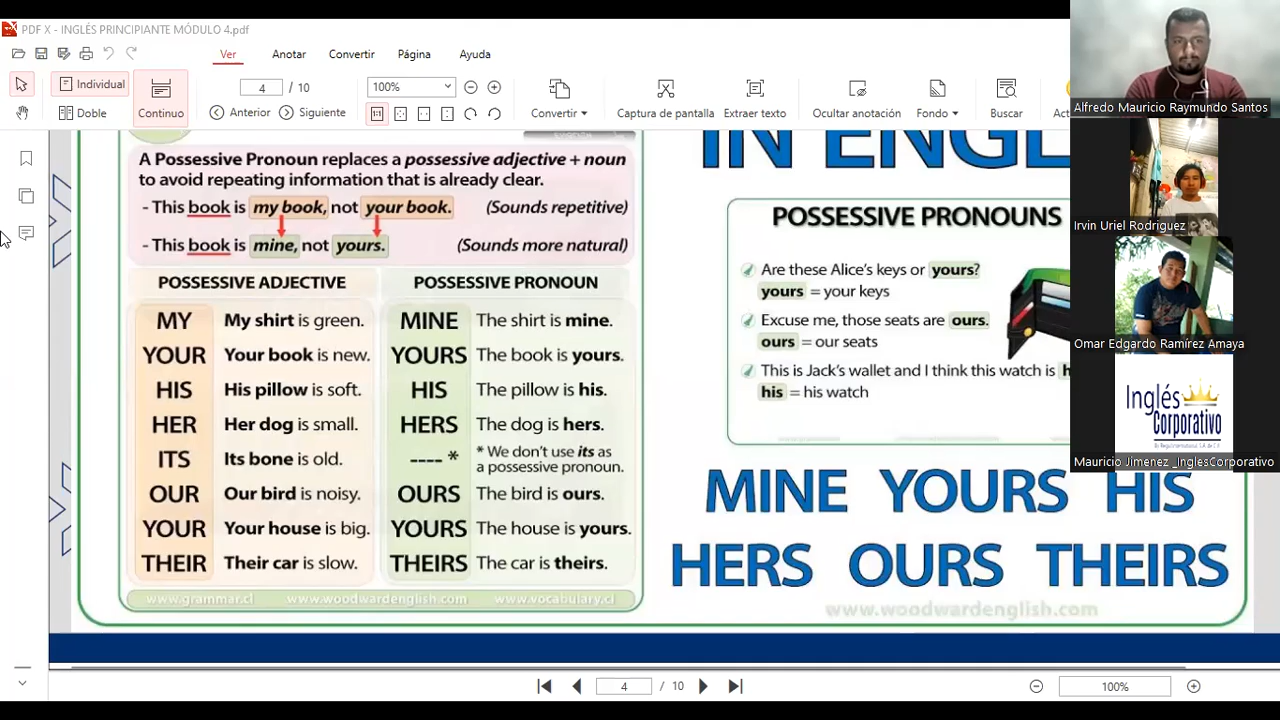 PDF X - INGLÉS PRINCIPIANTE MÓDULO 4.pdf
Ver Anotar Convertir Página Ayuda
Individual
Doble
Continuo
4 / 10
Anterior Siguiente
100%
Convertir
Captura de pantalla
Extraer texto
Ocultar anotación
Fondo
Buscar
A Possessive Pronoun replaces a possessive adjective + noun
to avoid repeating information that is already clear.
- This book is my book, not your book. (Sounds repetitive)
- This book is mine, not yours. (Sounds more natural)
POSSESSIVE ADJECTIVE POSSESSIVE PRONOUN
MY My shirt is green. MINE The shirt is mine.
YOUR Your book is new. YOURS The book is yours.
HIS His pillow is soft. HIS The pillow is his.
HER Her dog is small. HERS The dog is hers.
ITS Its bone is old. ---- * * We don't use its as
a possessive pronoun.
OUR Our bird is noisy. OURS The bird is ours.
YOUR Your house is big. YOURS The house is yours.
THEIR Their car is slow. THEIRS The car is theirs.
www.grammar.cl www.woodwardenglish.com www.vocabulary.cl
IN ENGL
POSSESSIVE PRONOUNS
Are these Alice's keys or yours?
yours = your keys
Excuse me, those seats are ours.
ours = our seats
This is Jack's wallet and I think this watch is
his = his watch
MINE YOURS HIS
HERS OURS THEIRS
www.woodwardenglish.com
4 / 10
100%
Alfredo Mauricio Raymundo Santos
Irvin Uriel Rodriguez
Omar Edgardo Ramírez Amaya
Inglés
Corporativo
Mauricio Jimenez _InglesCorporativo